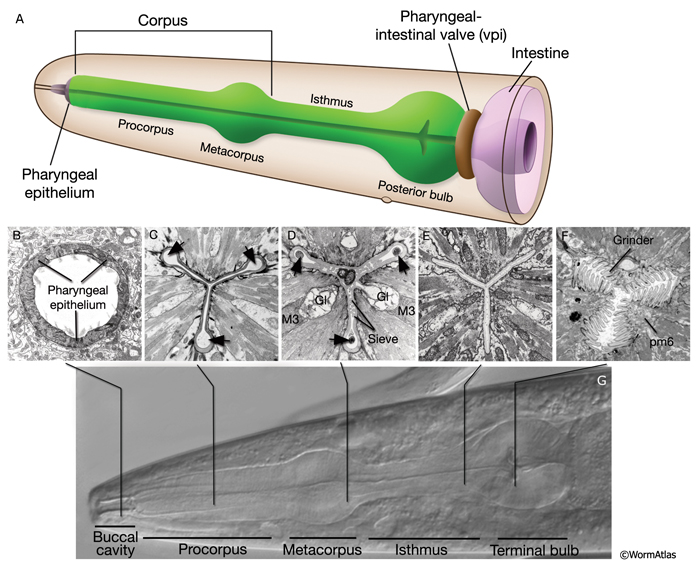 A
Corpus
Pharyngeal-
intestinal valve (vpi)
Intestine
Isthmus
Procorpus
Metacorpus
Posterior bulb
Pharyngeal
epithelium
B
Pharyngeal
epithelium
C
D
Gl
Gl
M3
M3
Sieve
E
F
Grinder
pm6
G
Buccal
cavity
Procorpus
Metacorpus
Isthmus
Terminal bulb
©WormAtlas